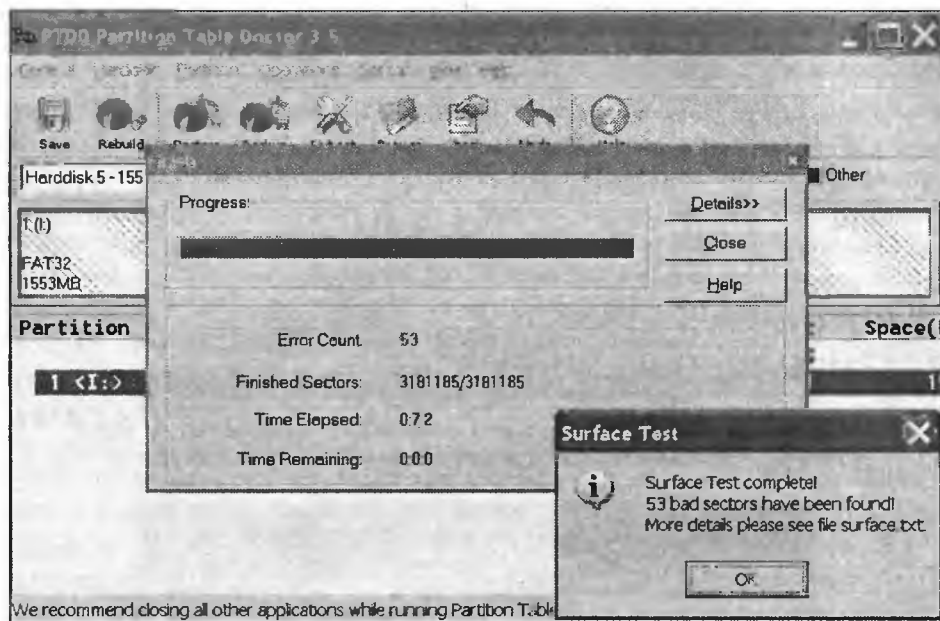 PTDD Partition Table Doctor 3.5
Save
Rebuild
Harddisk 5 - 155
Other
1: (I:)
FAT32
1553MB
Progress:
Details>>
Close
Help
Error Count
53
Finished Sectors:
3181185/3181185
Time Elapsed:
0:7:2
Time Remaining:
0:0:0
Partition
Space(
1 <I:>
1
Surface Test
Surface Test complete!
53 bad sectors have been found!
More details please see file surface.txt.
OK
We recommend closing all other applications while running Partition Table